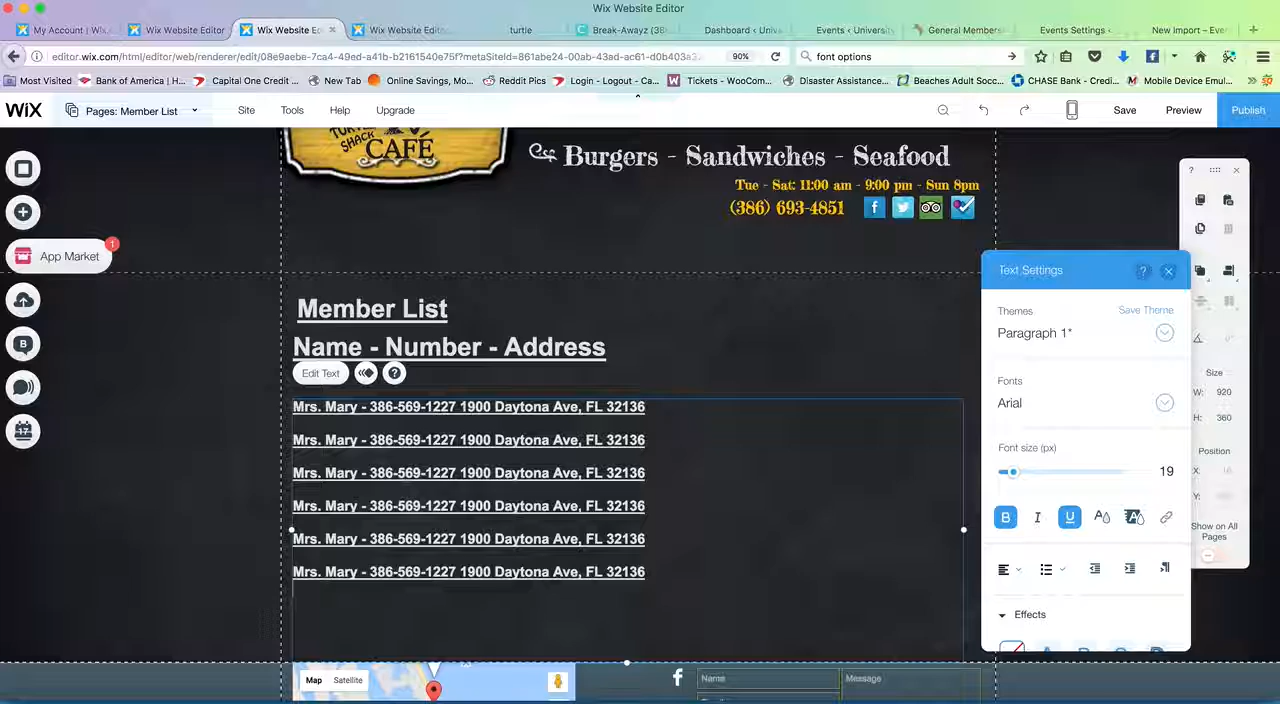 Wix Website Editor
My Account | Wix.
Wix Website Editor
Wix Website Ec
Wix Website Edito
turtle
Break-Awayz (38
Dashboard ‹ Unive
Events ‹ Universit
General Members
Events Settings ‹
New Import – Eve
editor.wix.com/html/editor/web/renderer/edit/08e9aebe-7ca4-49ed-a41b-b2161540e75f?metaSiteId=861abe24-00ab-43ad-ac61-d0b403a3
90%
font options
Most Visited
Bank of America | H...
Capital One Credit ...
New Tab
Online Savings, Mo...
Reddit Pics
Login - Logout - Ca...
Tickets - WooCom...
Disaster Assistance...
Beaches Adult Socc...
CHASE Bank - Credi...
Mobile Device Emul...
WiX
Pages: Member List
Site
Tools
Help
Upgrade
Save
Preview
Publish
SHACK
CAFÉ
Burgers - Sandwiches - Seafood
Tue - Sat: 11:00 am - 9:00 pm - Sun 8pm
(386) 693-4851
App Market
1
Member List
Name - Number - Address
Edit Text
Mrs. Mary - 386-569-1227 1900 Daytona Ave, FL 32136
Mrs. Mary - 386-569-1227 1900 Daytona Ave, FL 32136
Mrs. Mary - 386-569-1227 1900 Daytona Ave, FL 32136
Mrs. Mary - 386-569-1227 1900 Daytona Ave, FL 32136
Mrs. Mary - 386-569-1227 1900 Daytona Ave, FL 32136
Mrs. Mary - 386-569-1227 1900 Daytona Ave, FL 32136
Map
Satellite
Name
Message
Text Settings
Themes
Save Theme
Paragraph 1*
Fonts
Arial
Font size (px)
19
B
I
U
Effects
Size
W: 920
H: 360
Position
X:
Y:
Show on All
Pages